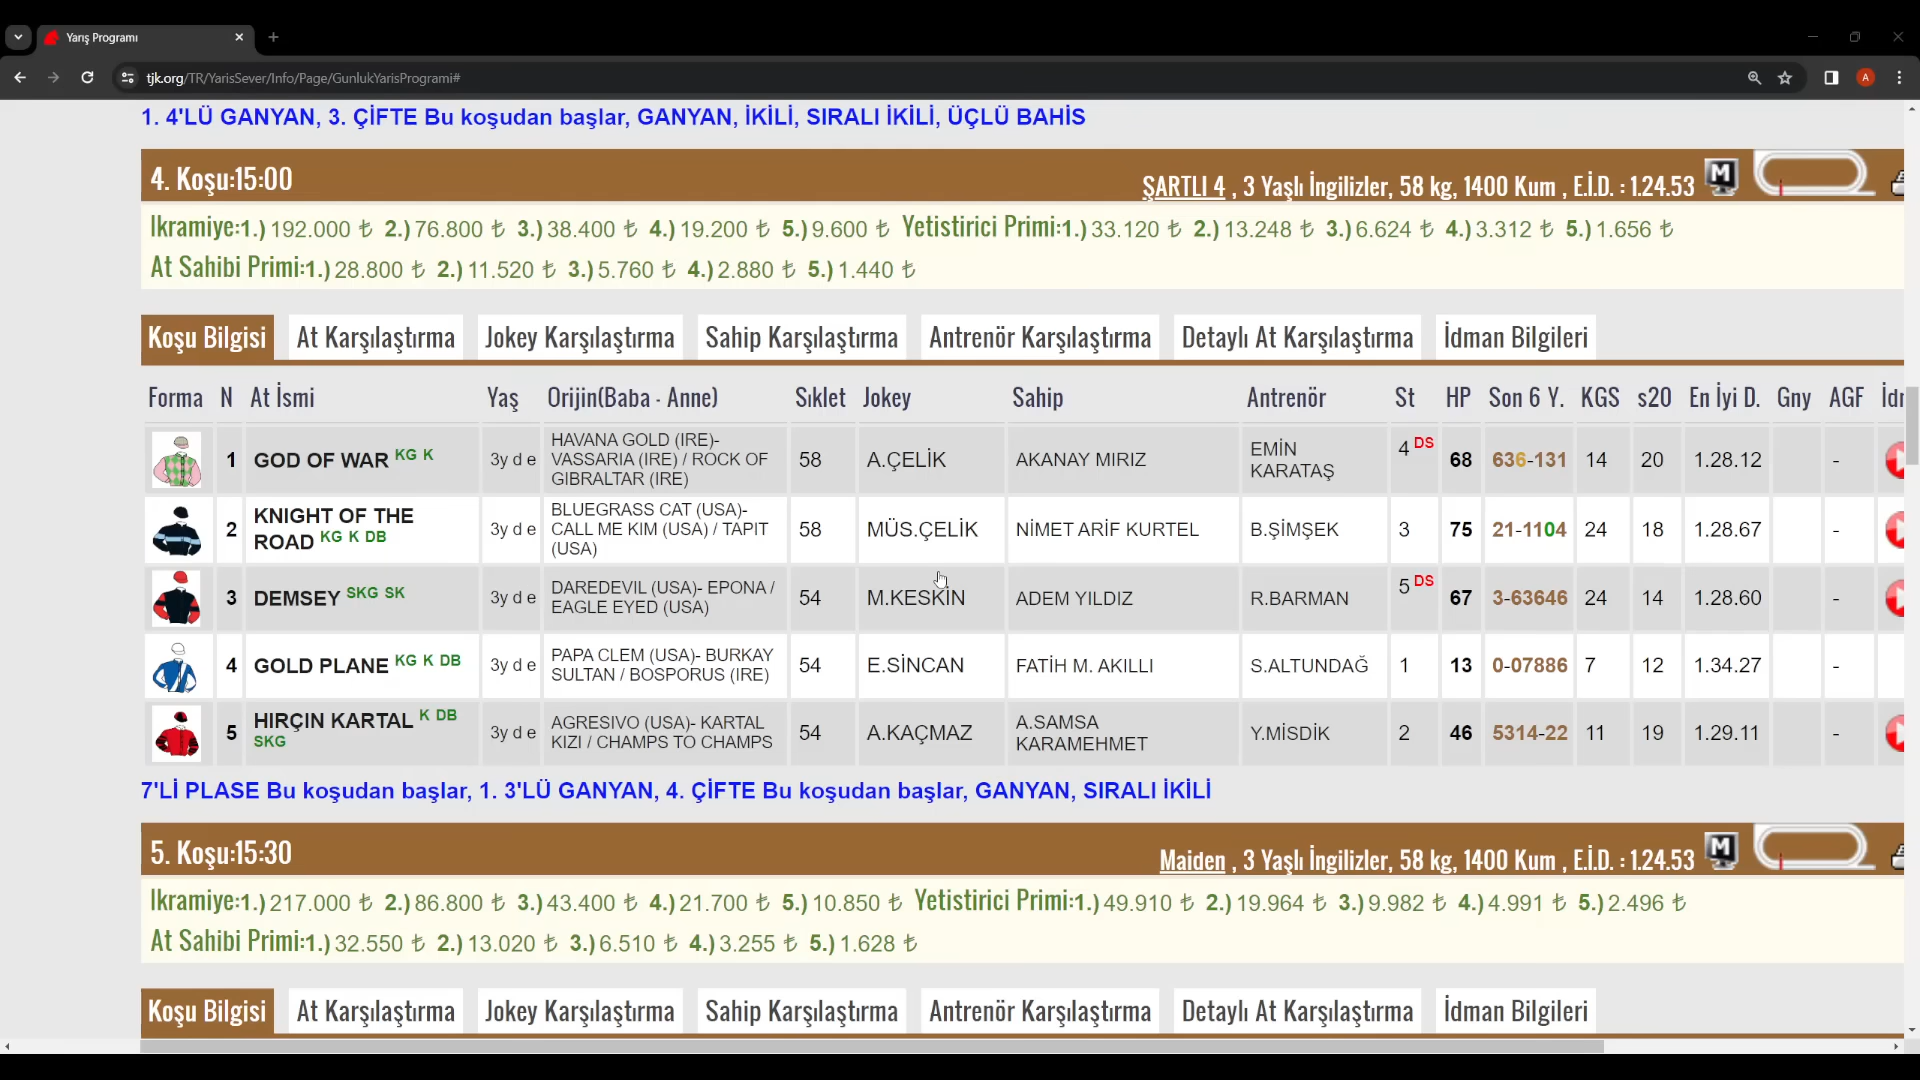 Yarış Programı
tjk.org/TR/YarisSever/Info/Page/GunlukYarisProgrami#
A
1. 4'LÜ GANYAN, 3. ÇİFTE Bu koşudan başlar, GANYAN, İKİLİ, SIRALI İKİLİ, ÜÇLÜ BAHİS
4. Koşu:15:00
ŞARTLI 4 , 3 Yaşlı İngilizler, 58 kg, 1400 Kum , E.İ.D. : 1.24.53
M
Ikramiye:1.) 192.000 ₺ 2.) 76.800 ₺ 3.) 38.400 ₺ 4.) 19.200 ₺ 5.) 9.600 ₺ Yetistirici Primi:1.) 33.120 ₺ 2.) 13.248 ₺ 3.) 6.624 ₺ 4.) 3.312 ₺ 5.) 1.656 ₺
At Sahibi Primi:1.) 28.800 ₺ 2.) 11.520 ₺ 3.) 5.760 ₺ 4.) 2.880 ₺ 5.) 1.440 ₺
Koşu Bilgisi At Karşılaştırma Jokey Karşılaştırma Sahip Karşılaştırma Antrenör Karşılaştırma Detaylı At Karşılaştırma İdman Bilgileri
Forma N At İsmi Yaş Orijin(Baba - Anne) Sıklet Jokey Sahip Antrenör St HP Son 6 Y. KGS s20 En İyi D. Gny AGF
1 GOD OF WAR KG K 3y d e HAVANA GOLD (IRE)- VASSARIA (IRE) / ROCK OF GIBRALTAR (IRE) 58 A.ÇELİK AKANAY MIRIZ EMİN KARATAŞ 4 DS 68 636-131 14 20 1.28.12 -
2 KNIGHT OF THE ROAD KG K DB 3y d e BLUEGRASS CAT (USA)- CALL ME KIM (USA) / TAPIT (USA) 58 MÜS.ÇELİK NİMET ARİF KURTEL B.ŞİMŞEK 3 75 21-1104 24 18 1.28.67 -
3 DEMSEY SKG SK 3y d e DAREDEVIL (USA)- EPONA / EAGLE EYED (USA) 54 M.KESKİN ADEM YILDIZ R.BARMAN 5 DS 67 3-63646 24 14 1.28.60 -
4 GOLD PLANE KG K DB 3y d e PAPA CLEM (USA)- BURKAY SULTAN / BOSPORUS (IRE) 54 E.SİNCAN FATİH M. AKILLI S.ALTUNDAĞ 1 13 0-07886 7 12 1.34.27 -
5 HIRÇIN KARTAL K DB SKG 3y d e AGRESIVO (USA)- KARTAL KIZI / CHAMPS TO CHAMPS 54 A.KAÇMAZ A.SAMSA KARAMEHMET Y.MİSDİK 2 46 5314-22 11 19 1.29.11 -
7'Lİ PLASE Bu koşudan başlar, 1. 3'LÜ GANYAN, 4. ÇİFTE Bu koşudan başlar, GANYAN, SIRALI İKİLİ
5. Koşu:15:30
Maiden , 3 Yaşlı İngilizler, 58 kg, 1400 Kum , E.İ.D. : 1.24.53
M
Ikramiye:1.) 217.000 ₺ 2.) 86.800 ₺ 3.) 43.400 ₺ 4.) 21.700 ₺ 5.) 10.850 ₺ Yetistirici Primi:1.) 49.910 ₺ 2.) 19.964 ₺ 3.) 9.982 ₺ 4.) 4.991 ₺ 5.) 2.496 ₺
At Sahibi Primi:1.) 32.550 ₺ 2.) 13.020 ₺ 3.) 6.510 ₺ 4.) 3.255 ₺ 5.) 1.628 ₺
Koşu Bilgisi At Karşılaştırma Jokey Karşılaştırma Sahip Karşılaştırma Antrenör Karşılaştırma Detaylı At Karşılaştırma İdman Bilgileri